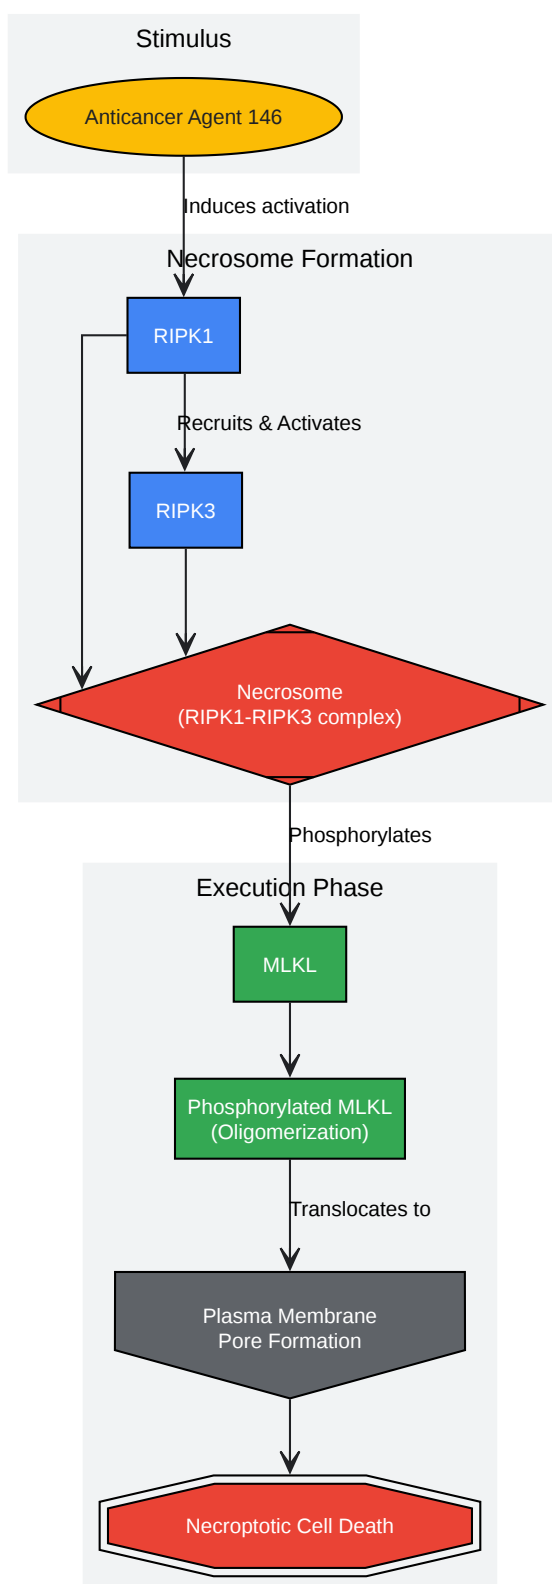 Stimulus
Anticancer Agent 146
Induces activation
Necrosome Formation
RIPK1
Recruits & Activates
RIPK3
Necrosome
(RIPK1-RIPK3 complex)
Phosphorylates
Execution Phase
MLKL
Phosphorylated MLKL
(Oligomerization)
Translocates to
Plasma Membrane
Pore Formation
Necroptotic Cell Death